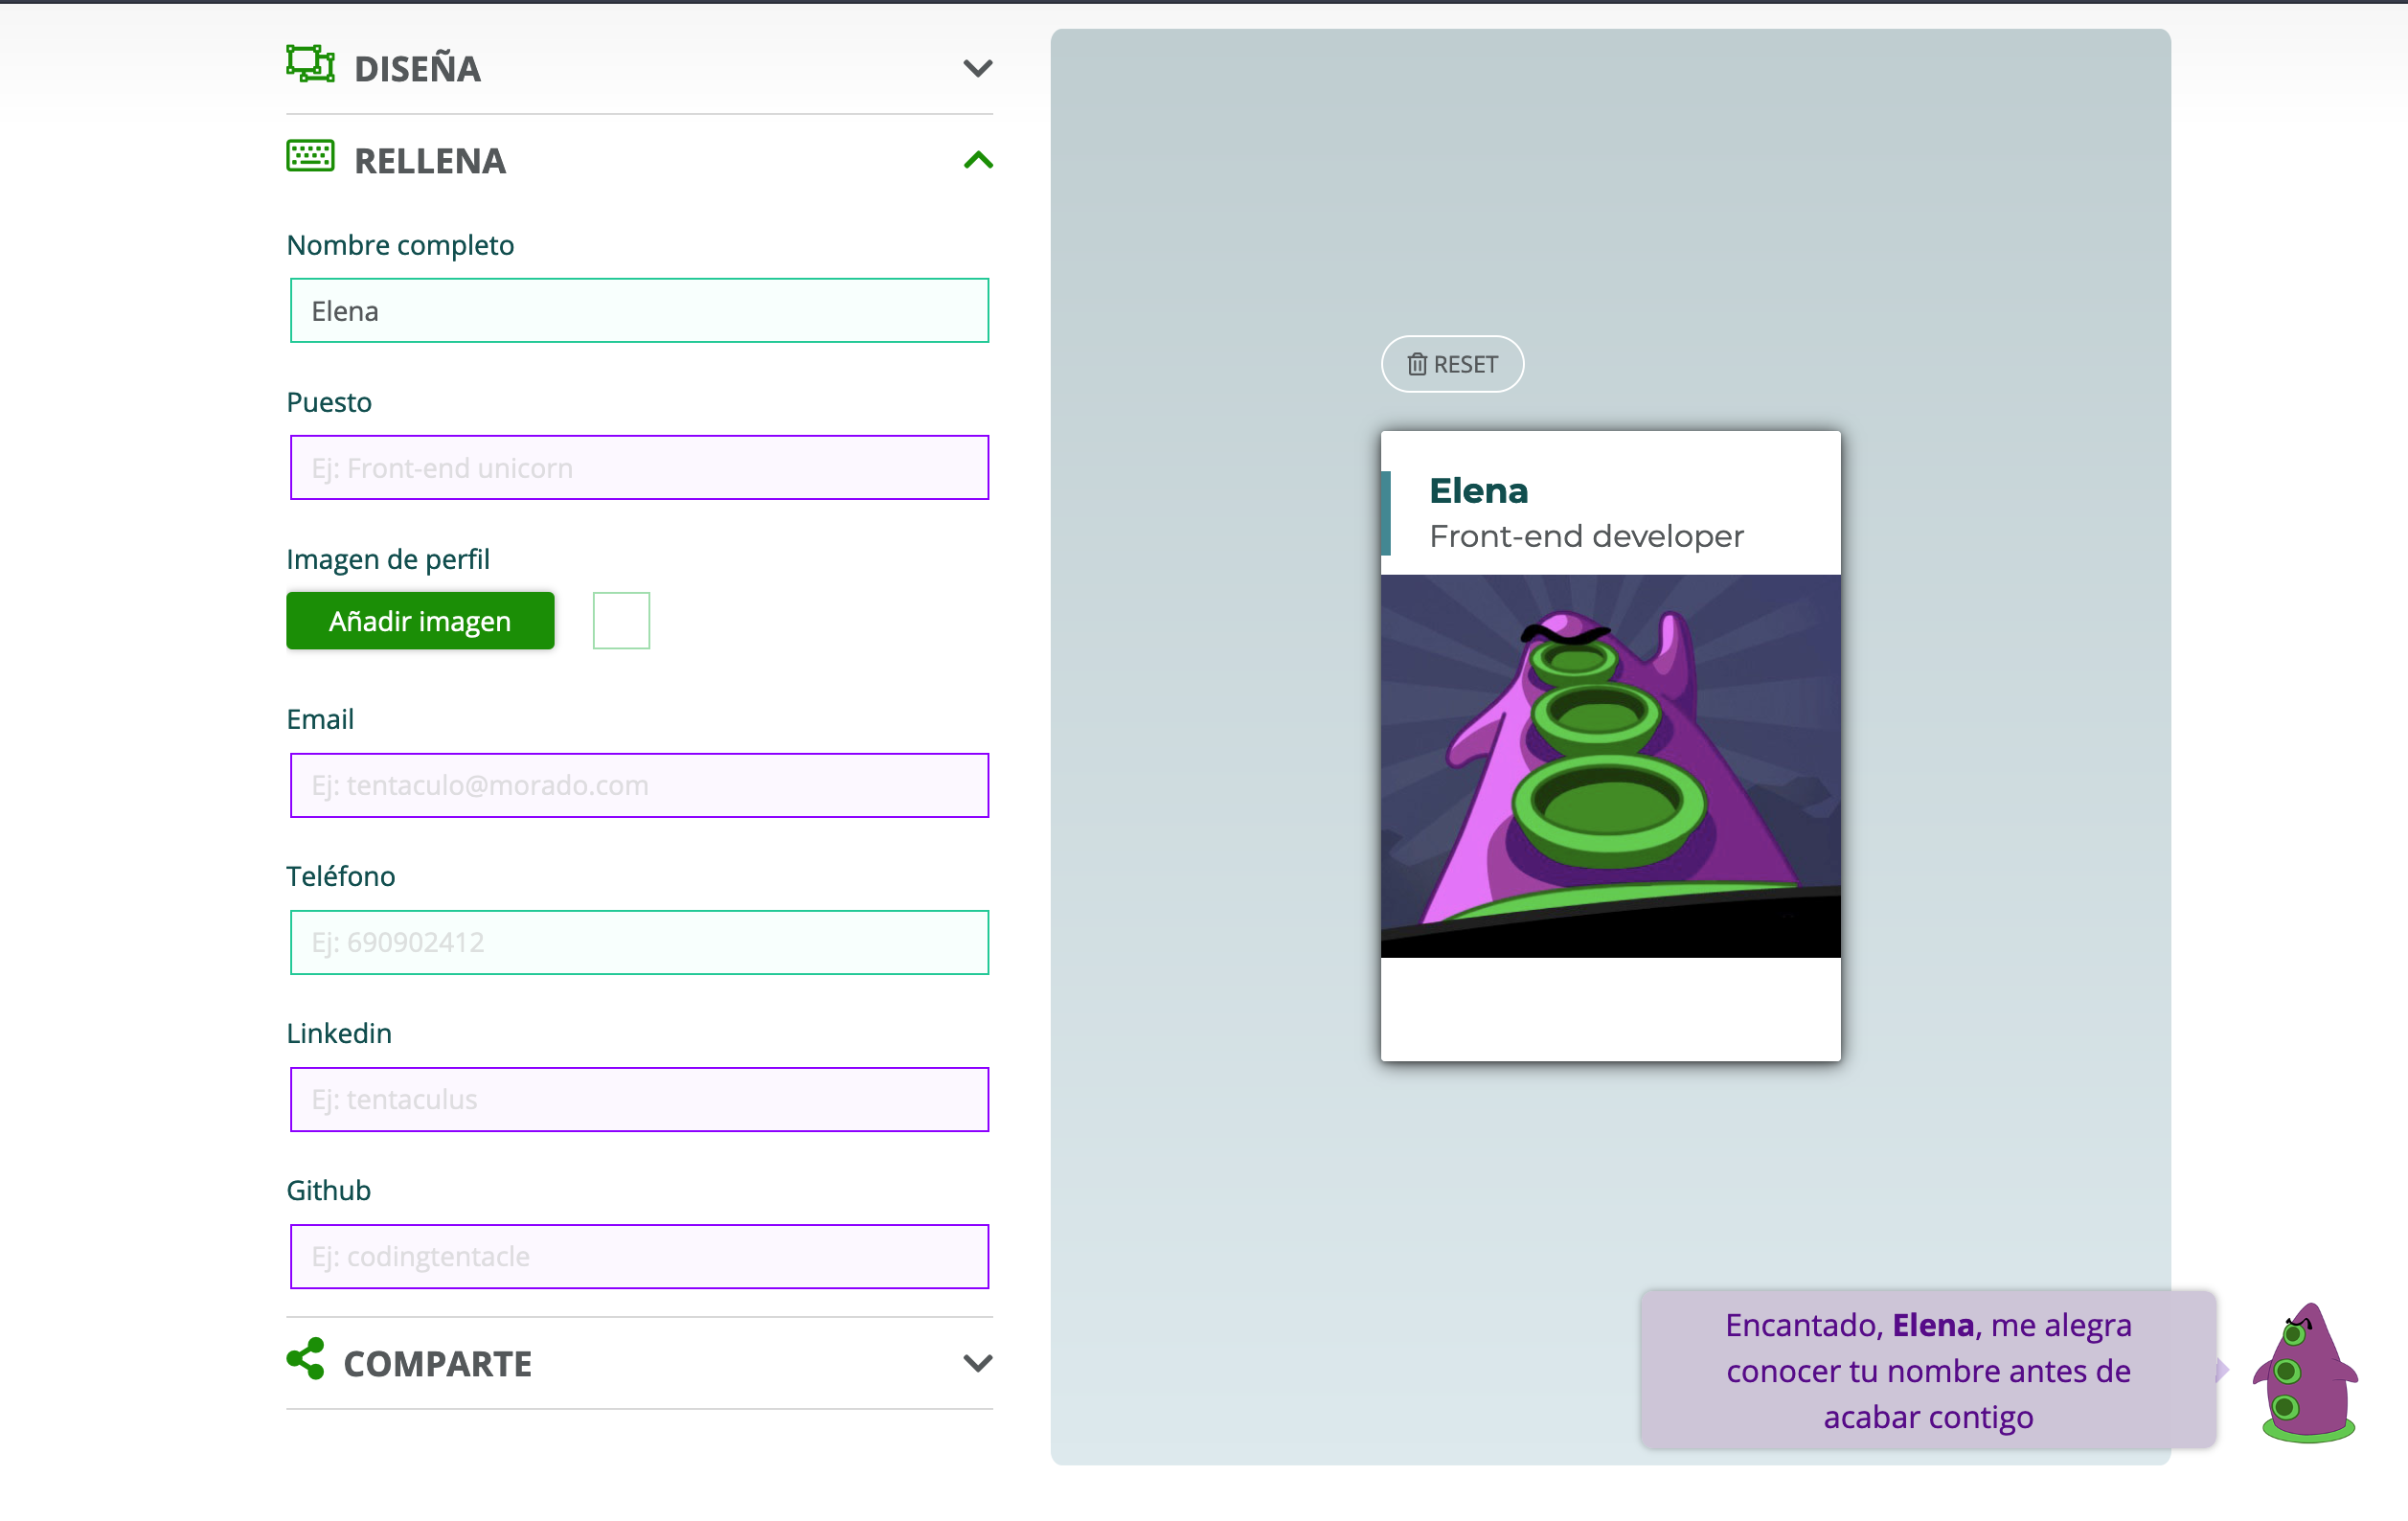 DISEÑA
RELLENA
Nombre completo
Elena
Puesto
Ej: Front-end unicorn
Imagen de perfil
Añadir imagen
Email
Ej: tentaculo@morado.com
Teléfono
Ej: 690902412
Linkedin
Ej: tentaculus
Github
Ej: codingtentacle
COMPARTE
RESET
Elena
Front-end developer
Encantado, Elena, me alegra
conocer tu nombre antes de
acabar contigo